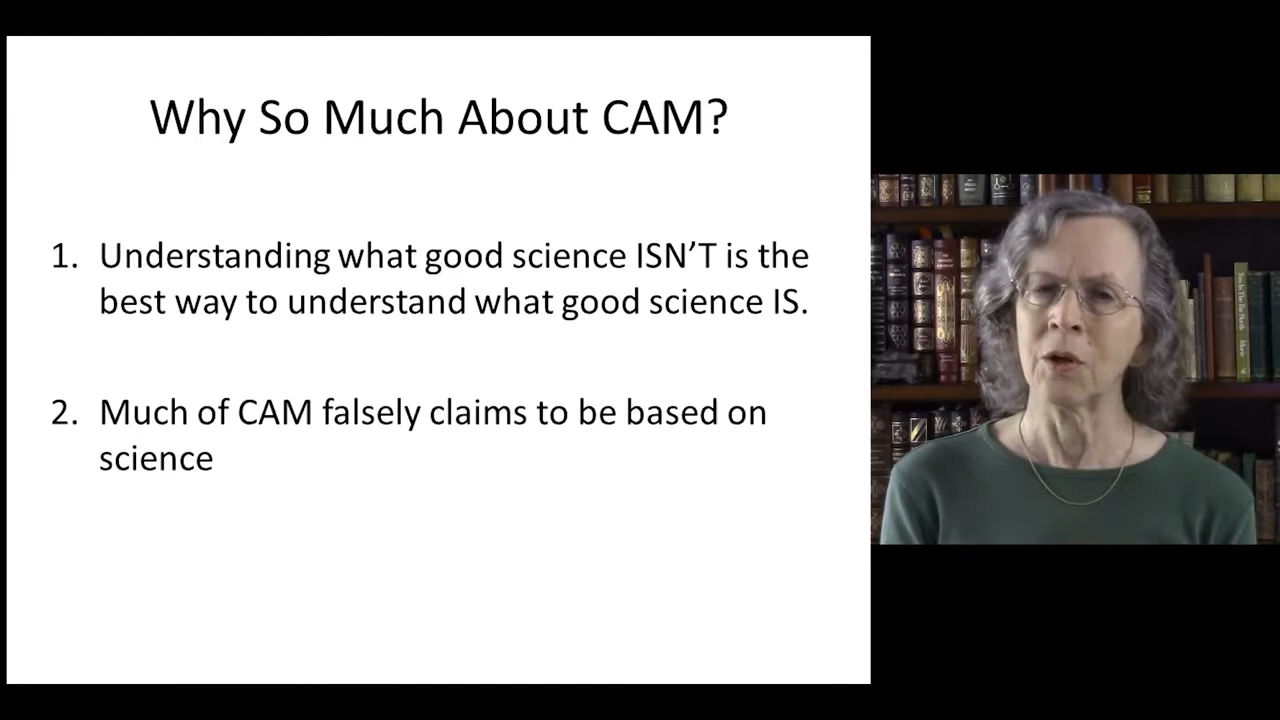 Why So Much About CAM?
1. Understanding what good science ISN’T is the
best way to understand what good science IS.
2. Much of CAM falsely claims to be based on
science